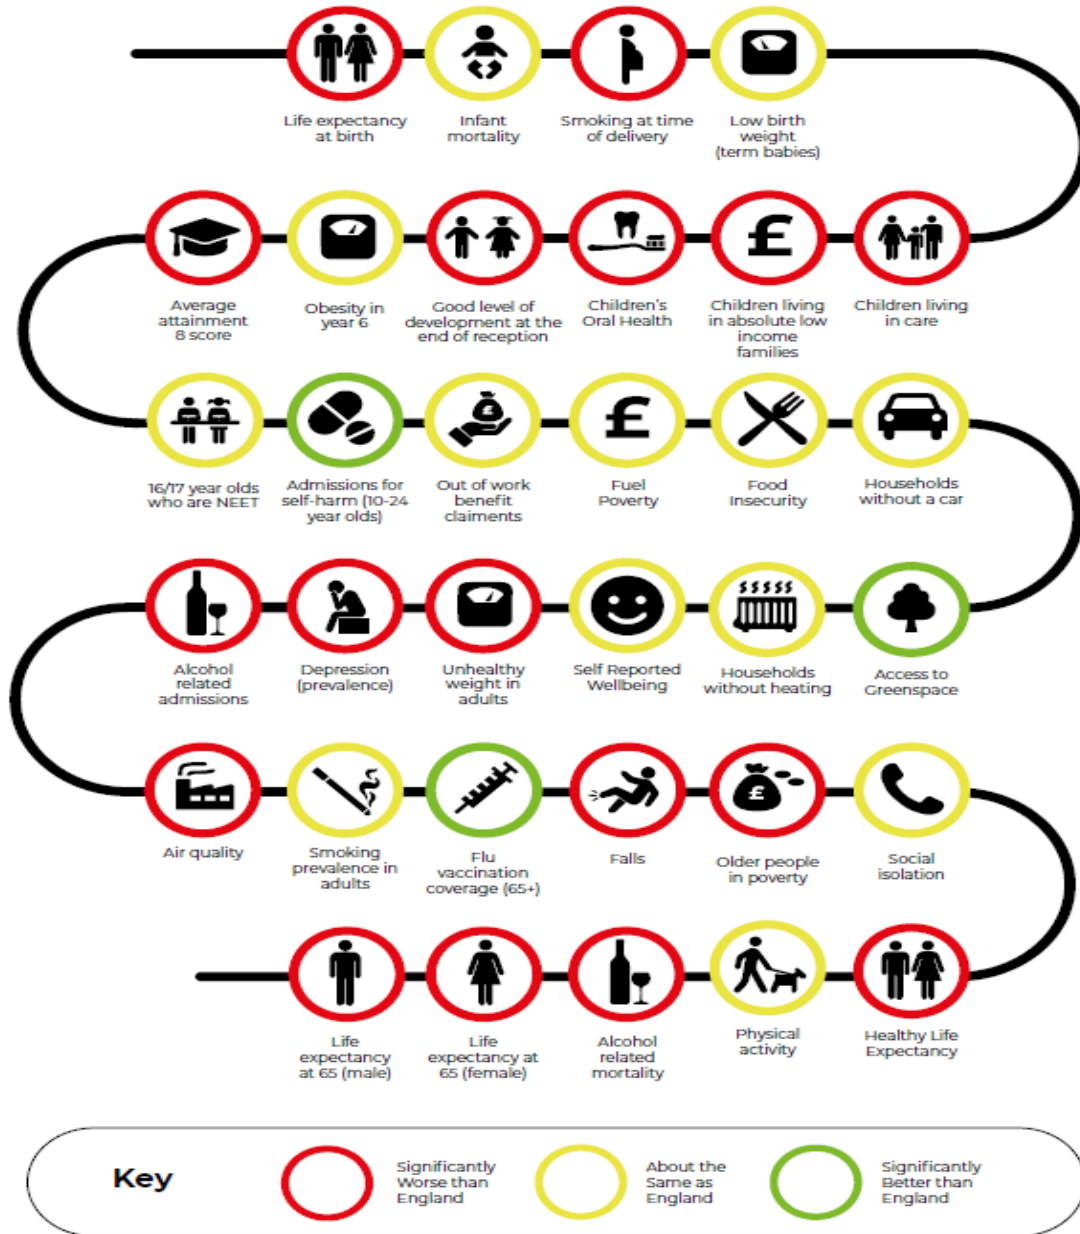 Life expectancy
at birth
Infant
mortality
Smoking at time
of delivery
Low birth
weight
(term babies)
Average
attainment
8 score
Obesity in
year 6
Good level of
development at the
end of reception
Children's
Oral Health
£
Children living
in absolute low
income
families
Children living
in care
16/17 year olds
who are NEET
Admissions for
self-harm (10-24
year olds)
£
Out of work
benefit
claiments
£
Fuel
Poverty
Food
Insecurity
Households
without a car
Alcohol
related
admissions
Depression
(prevalence)
Unhealthy
weight in
adults
Self Reported
Wellbeing
Households
without heating
Access to
Greenspace
Air quality
Smoking
prevalence in
adults
Flu
vaccination
coverage (65+)
Falls
£
Older people
in poverty
Social
isolation
Life
expectancy
at 65 (male)
Life
expectancy at
65 (female)
Alcohol
related
mortality
Physical
activity
Healthy Life
Expectancy
Key
Significantly
Worse than
England
About the
Same as
England
Significantly
Better than
England